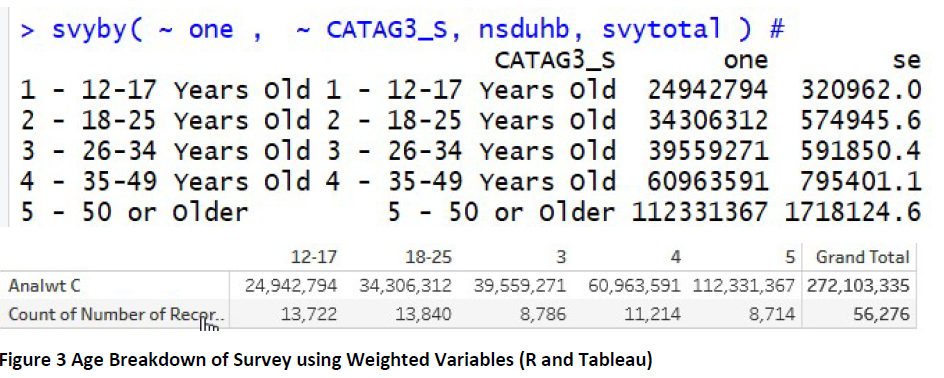 > svyby( ~ one , ~ CATAG3_S, nsduhb, svytotal ) #
CATAG3_S one se
1 - 12-17 Years Old 1 - 12-17 Years Old 24942794 320962.0
2 - 18-25 Years Old 2 - 18-25 Years Old 34306312 574945.6
3 - 26-34 Years Old 3 - 26-34 Years Old 39559271 591850.4
4 - 35-49 Years Old 4 - 35-49 Years Old 60963591 795401.1
5 - 50 or Older 5 - 50 or Older 112331367 1718124.6
12-17 18-25 3 4 5 Grand Total
Analwt C 24,942,794 34,306,312 39,559,271 60,963,591 112,331,367 272,103,335
Count of Number of Recor.. 13,722 13,840 8,786 11,214 8,714 56,276
Figure 3 Age Breakdown of Survey using Weighted Variables (R and Tableau)